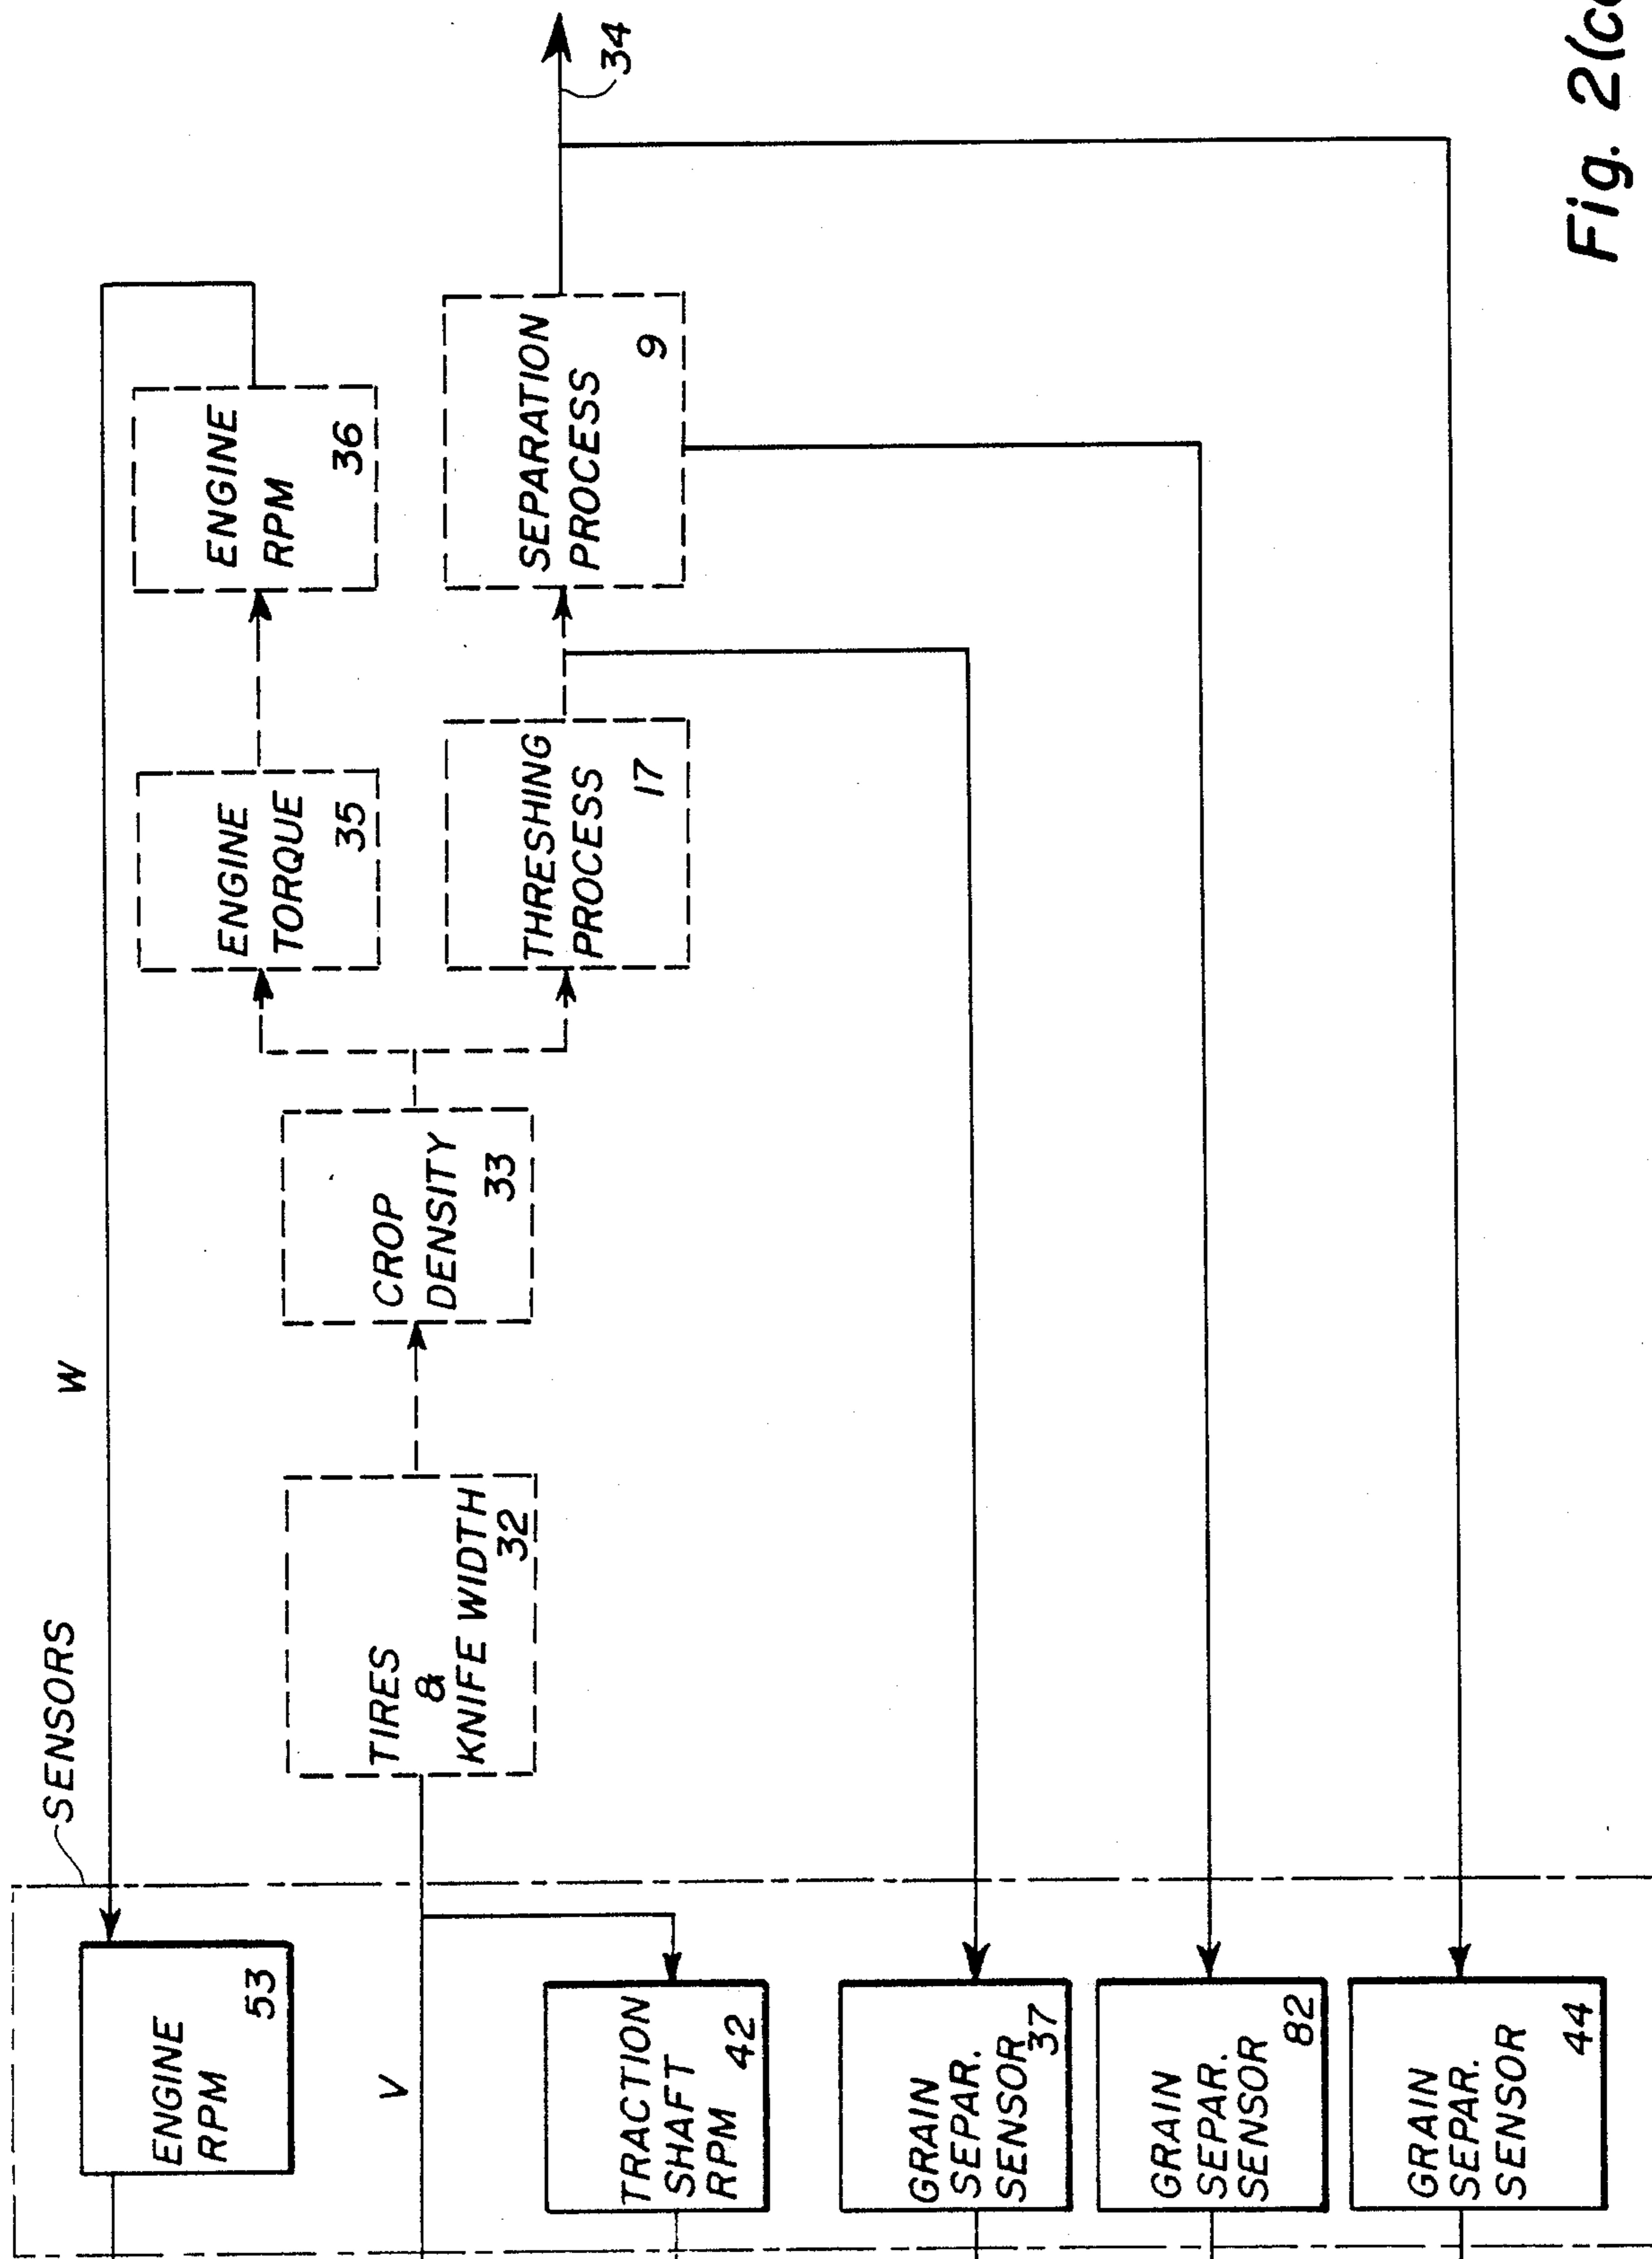 SENSORS
W
ENGINE
RPM
53
V
TRACTION
SHAFT
RPM
42
GRAIN
SEPAR.
SENSOR
37
GRAIN
SEPAR.
SENSOR
82
GRAIN
SEPAR.
SENSOR
44
TIRES
&
KNIFE WIDTH
32
CROP
DENSITY
33
ENGINE
TORQUE
35
ENGINE
RPM
36
THRESHING
PROCESS
17
SEPARATION
PROCESS
9
34